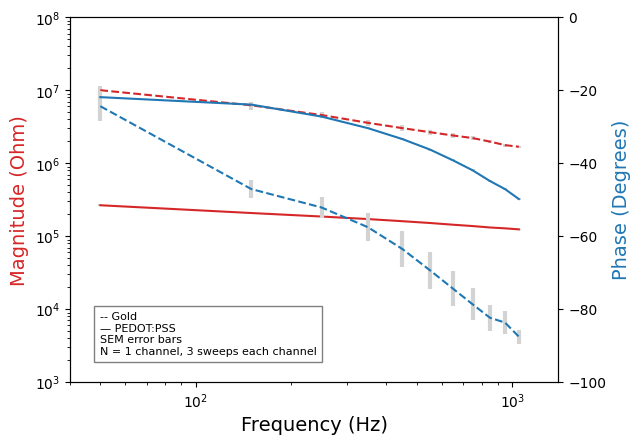 10^8
10^7
10^6
10^5
10^4
10^3
Magnitude (Ohm)
0
−20
−40
−60
−80
−100
Phase (Degrees)
-- Gold
— PEDOT:PSS
SEM error bars
N = 1 channel, 3 sweeps each channel
10^2
10^3
Frequency (Hz)